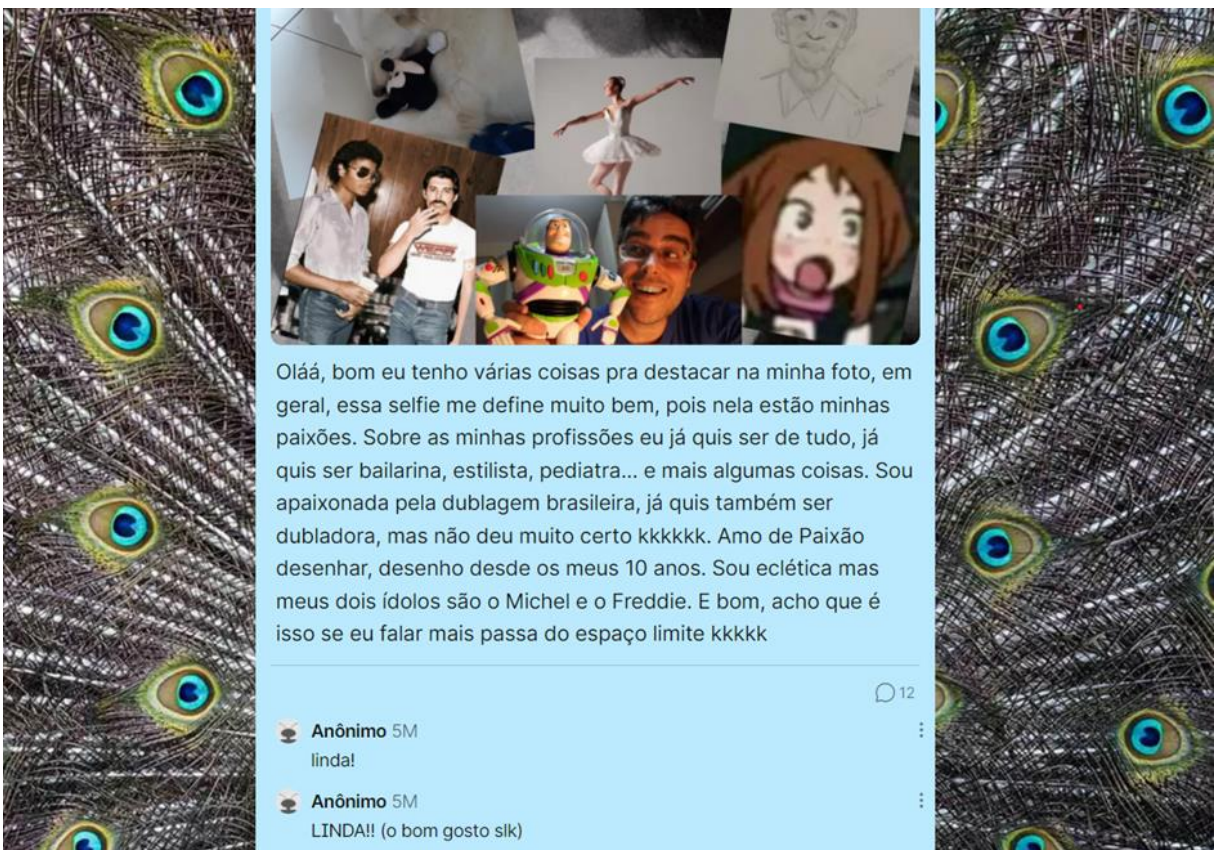 Oláá, bom eu tenho várias coisas pra destacar na minha foto, em
geral, essa selfie me define muito bem, pois nela estão minhas
paixões. Sobre as minhas profissões eu já quis ser de tudo, já
quis ser bailarina, estilista, pediatra... e mais algumas coisas. Sou
apaixonada pela dublagem brasileira, já quis também ser
dubladora, mas não deu muito certo kkkkkk. Amo de Paixão
desenhar, desenho desde os meus 10 anos. Sou eclética mas
meus dois ídolos são o Michel e o Freddie. E bom, acho que é
isso se eu falar mais passa do espaço limite kkkkk
12
Anônimo 5M
linda!
Anônimo 5M
LINDA!! (o bom gosto slk)